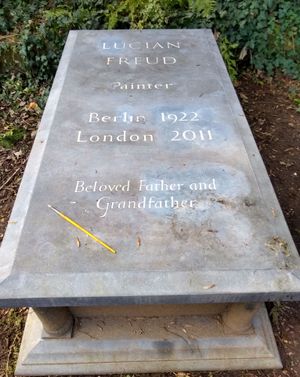 LUCIAN
FREUD
Painter
Berlin 1922
London 2011
Beloved Father and
Grandfather